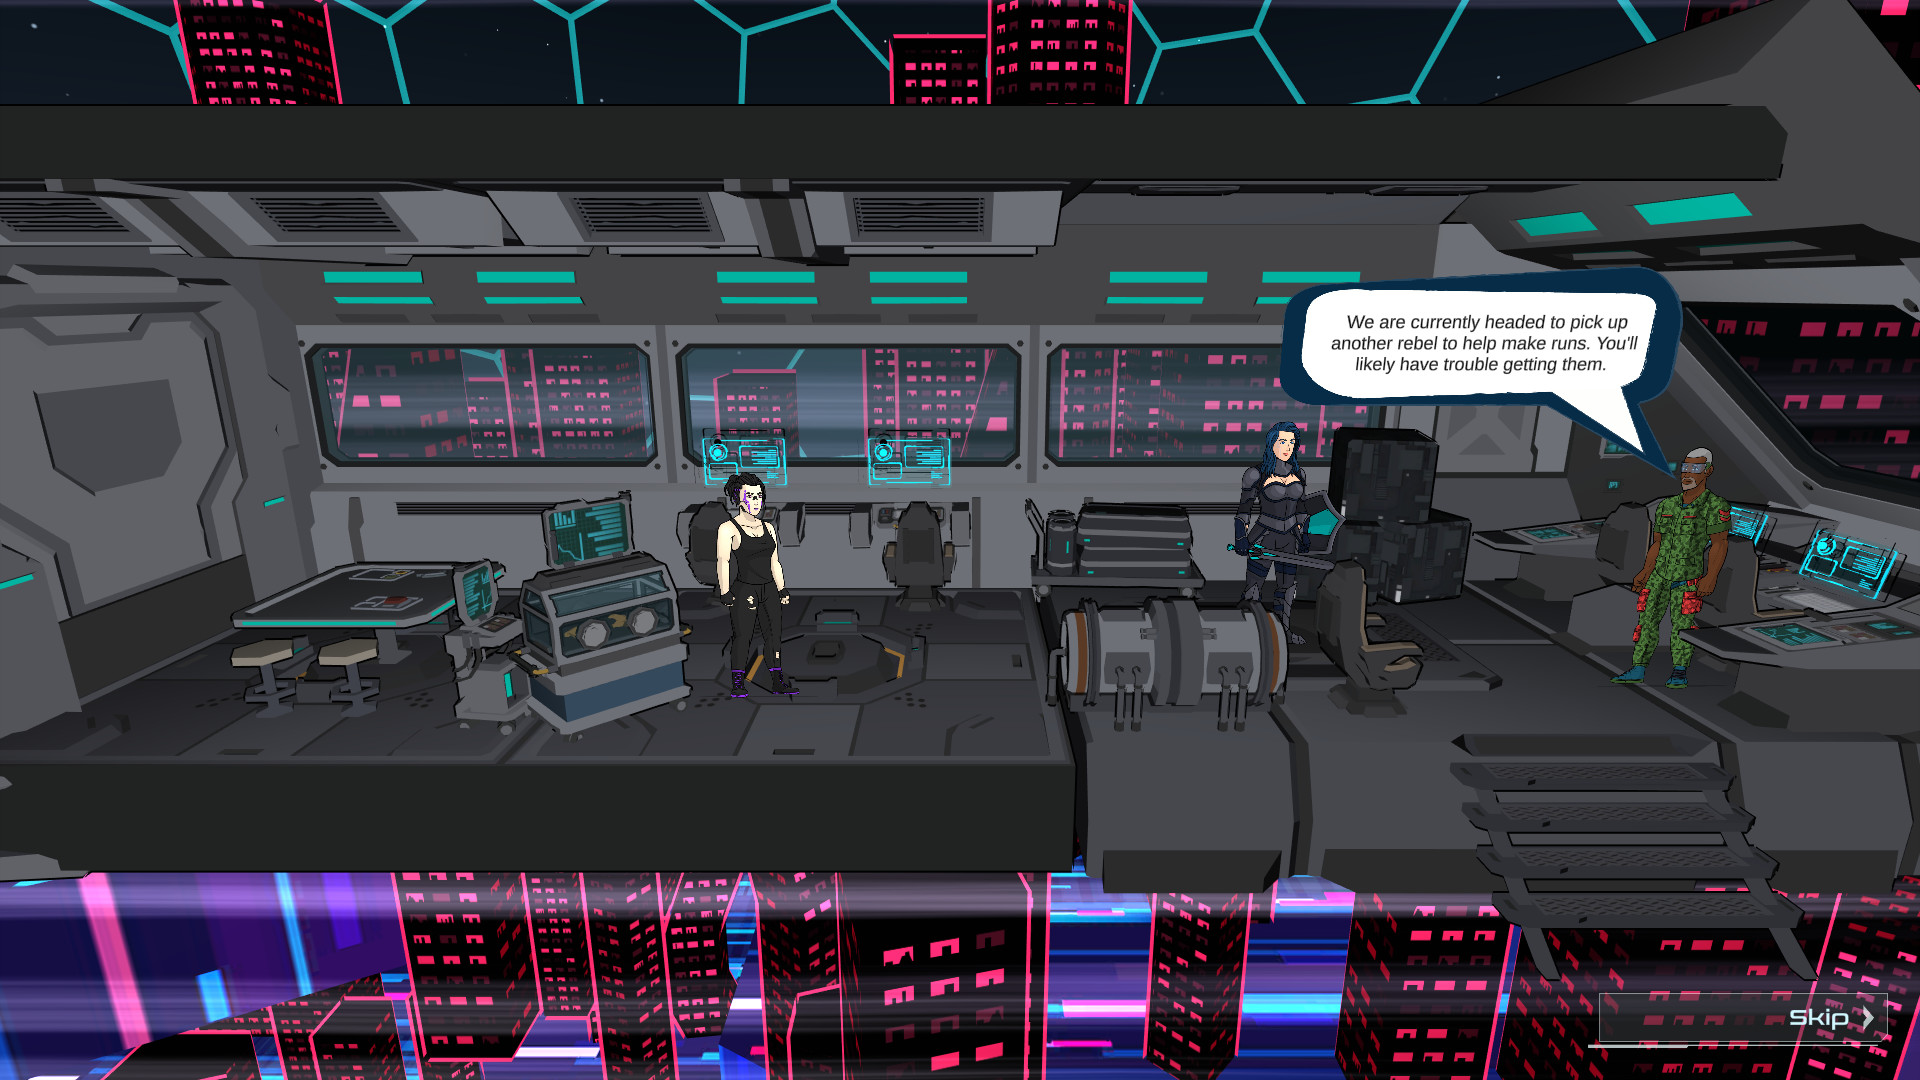 We are currently headed to pick up
another rebel to help make runs. You'll
likely have trouble getting them.
Skip